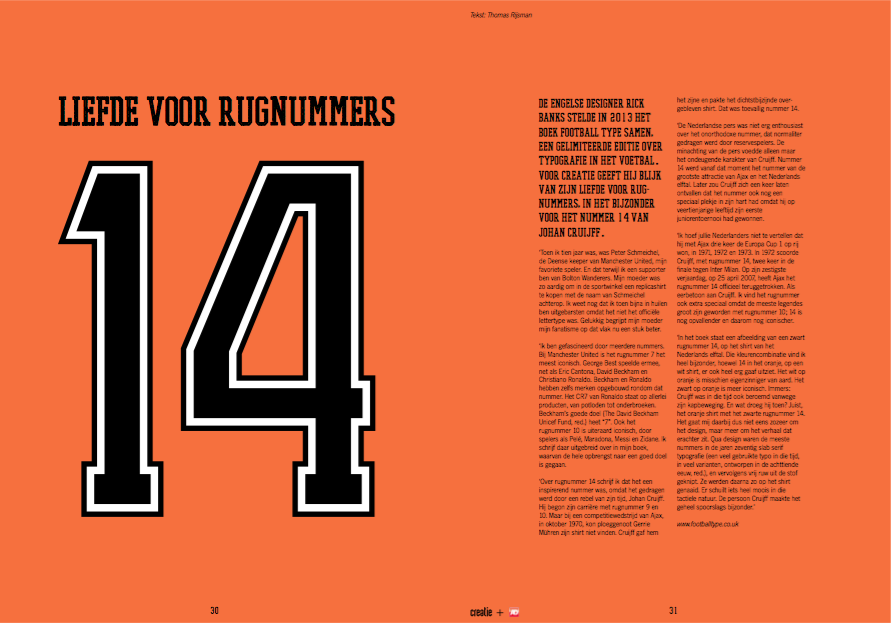 Tekst: Thomas Rijsman
LIEFDE VOOR RUGNUMMERS
14
DE ENGELSE DESIGNER RICK
BANKS STELDE IN 2013 HET
BOEK FOOTBALL TYPE SAMEN,
EEN GELIMITEERDE EDITIE OVER
TYPOGRAFIE IN HET VOETBAL.
VOOR CREATIE GEEFT HIJ BLIJK
VAN ZIJN LIEFDE VOOR RUG-
NUMMERS, IN HET BIJZONDER
VOOR HET NUMMER 14 VAN
JOHAN CRUIJFF.
'Toen ik tien jaar was, was Peter Schmeichel,
de Deense keeper van Manchester United, mijn
favoriete speler. En dat terwijl ik een supporter
ben van Bolton Wanderers. Mijn moeder was
zo aardig om in de sportwinkel een replicashirt
te kopen met de naam van Schmeichel
achterop. Ik weet nog dat ik toen bijna in huilen
ben uitgebarsten omdat het niet het officiële
lettertype was. Gelukkig begrijpt mijn moeder
mijn fanatisme op dat vlak nu een stuk beter.
'Ik ben gefascineerd door meerdere nummers.
Bij Manchester United is het rugnummer 7 het
meest iconisch. George Best speelde ermee,
net als Eric Cantona, David Beckham en
Christiano Ronaldo. Beckham en Ronaldo
hebben zelfs merken opgebouwd rondom dat
nummer. Het CR7 van Ronaldo staat op allerlei
producten, van potloden tot onderbroeken.
Beckham's goede doel (The David Beckham
Unicef Fund, red.) heet "7". Ook het
rugnummer 10 is uiteraard iconisch, door
spelers als Pelé, Maradona, Messi en Zidane. Ik
schrijf daar uitgebreid over in mijn boek,
waarvan de hele opbrengst naar een goed doel
is gegaan.
'Over rugnummer 14 schrijf ik dat het een
inspirerend nummer was, omdat het gedragen
werd door een rebel van zijn tijd, Johan Cruijff.
Hij begon zijn carrière met rugnummer 9 en
10. Maar bij een competitiewedstrijd van Ajax,
in oktober 1970, kon ploeggenoot Gerrie
Mühren zijn shirt niet vinden. Cruijff gaf hem
het zijne en pakte het dichtstbijzijnde over-
gebleven shirt. Dat was toevallig nummer 14.
'De Nederlandse pers was niet erg enthousiast
over het onorthodoxe nummer, dat normaliter
gedragen werd door reservespelers. De
minachting van de pers voedde alleen maar
het ondeugende karakter van Cruijff. Nummer
14 werd vanaf dat moment het nummer van de
grootste attractie van Ajax en het Nederlands
elftal. Later zou Cruijff zich een keer laten
ontvallen dat het nummer ook nog een
speciaal plekje in zijn hart had omdat hij op
veertienjarige leeftijd zijn eerste
juniorentoernooi had gewonnen.
'Ik hoef jullie Nederlanders niet te vertellen dat
hij met Ajax drie keer de Europa Cup 1 op rij
won, in 1971, 1972 en 1973. In 1972 scoorde
Cruijff, met rugnummer 14, twee keer in de
finale tegen Inter Milan. Op zijn zestigste
verjaardag, op 25 april 2007, heeft Ajax het
rugnummer 14 officieel teruggetrokken. Als
eerbetoon aan Cruijff. Ik vind het rugnummer
ook extra speciaal omdat de meeste legendes
groot zijn geworden met rugnummer 10; 14 is
nog opvallender en daarom nog iconischer.
'In het boek staat een afbeelding van een zwart
rugnummer 14, op het shirt van het
Nederlands elftal. Die kleurencombinatie vind ik
heel bijzonder, hoewel 14 in het oranje, op een
wit shirt, er ook heel erg gaaf uitziet. Het wit op
oranje is misschien eigenzinniger van aard. Het
zwart op oranje is meer iconisch. Immers:
Cruijff was in die tijd ook beroemd vanwege
zijn kapbeweging. En wat droeg hij toen? Juist,
het oranje shirt met het zwarte rugnummer 14.
Het gaat mij daarbij dus niet eens zozeer om
het design, maar meer om het verhaal dat
erachter zit. Qua design waren de meeste
nummers in de jaren zeventig slab-serif
typografie (een veel gebruikte typo in die tijd,
in veel varianten, ontworpen in de achttiende
eeuw, red.), en vervolgens vrij ruw uit de stof
geknipt. Ze werden daarna zo op het shirt
genaaid. Er schuilt iets heel moois in die
tactiele natuur. De persoon Cruijff maakte het
geheel spoorslags bijzonder.'
www.footballtype.co.uk
30
creatie +
31